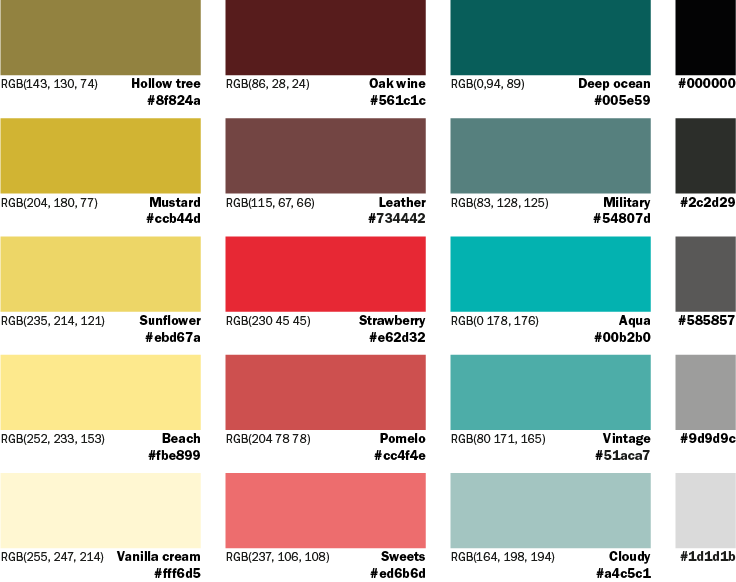 RGB(143, 130, 74) Hollow tree
#8f824a
RGB(86, 28, 24) Oak wine
#561c1c
RGB(0,94, 89) Deep ocean
#005e59
#000000
RGB(204, 180, 77) Mustard
#ccb44d
RGB(115, 67, 66) Leather
#734442
RGB(83, 128, 125) Military
#54807d
#2c2d29
RGB(235, 214, 121) Sunflower
#ebd67a
RGB(230 45 45) Strawberry
#e62d32
RGB(0 178, 176) Aqua
#00b2b0
#585857
RGB(252, 233, 153) Beach
#fbe899
RGB(204 78 78) Pomelo
#cc4f4e
RGB(80 171, 165) Vintage
#51aca7
#9d9d9c
RGB(255, 247, 214) Vanilla cream
#fff6d5
RGB(237, 106, 108) Sweets
#ed6b6d
RGB(164, 198, 194) Cloudy
#a4c5c1
#1d1d1b